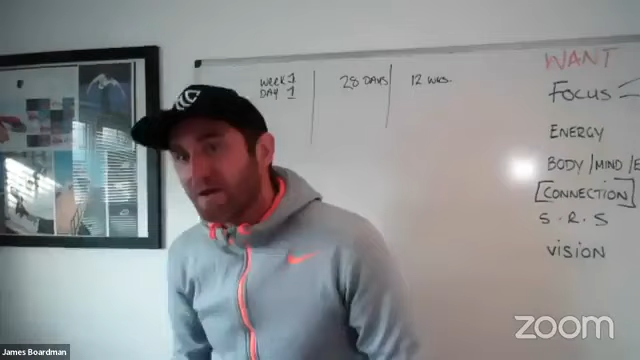 WEEK 1
DAY 1
28 DAYS
12 WKS.
WANT
FOCUS
ENERGY
BODY / MIND / E
CONNECTION
S.R.S
VISION
zoom
James Boardman